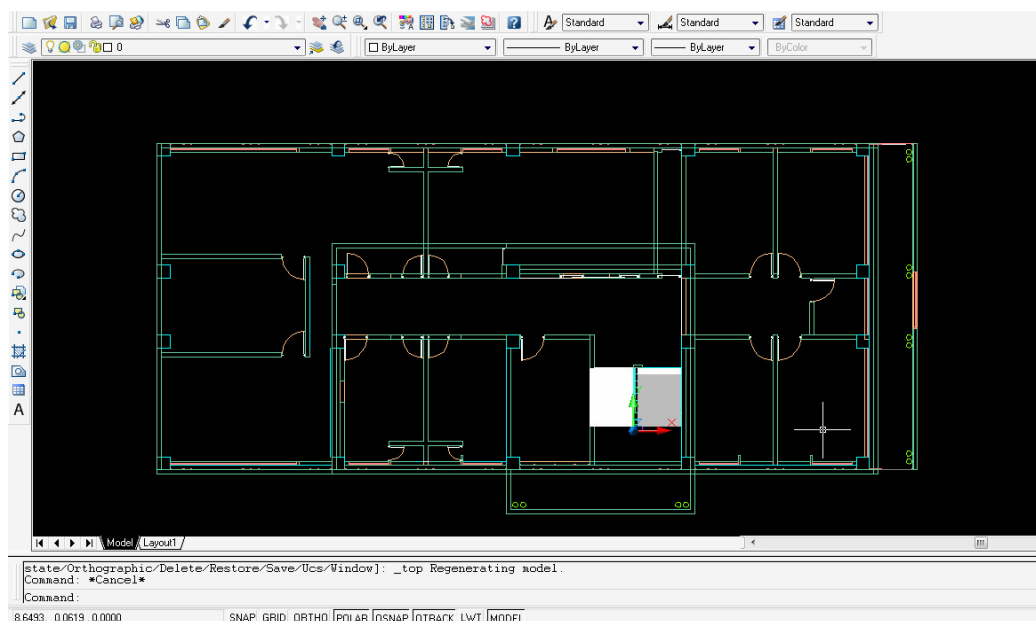 Standard Standard Standard
0 ByLayer ByLayer ByLayer ByColor
A
X
Model Layout1
state/Orthographic/Delete/Restore/Save/Ucs/Window]: _top Regenerating model.
Command: *Cancel*
Command:
8.6493, 0.0619, 0.0000 SNAP GRID ORTHO POLAR OSNAP OTRACK LWT MODEL